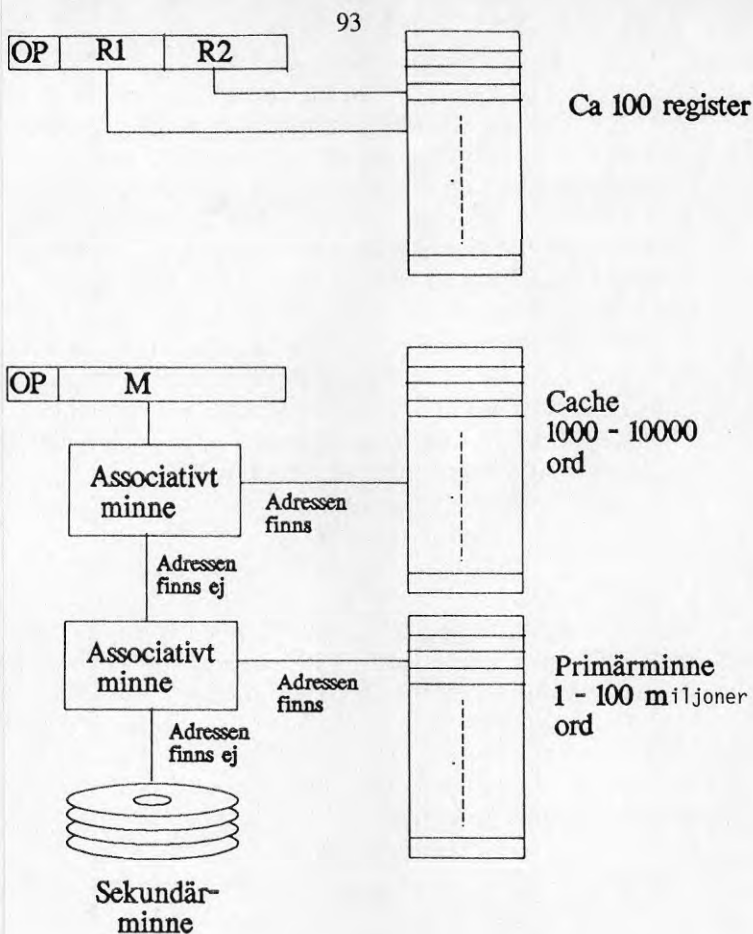 93
OP R1 R2
Ca 100 register
OP M
Cache
1000 - 10000
ord
Associativt
minne
Adressen
finns
Adressen
finns ej
Associativt
minne
Adressen
finns
Primärminne
1 - 100 miljoner
ord
Adressen
finns ej
Sekundär-
minne